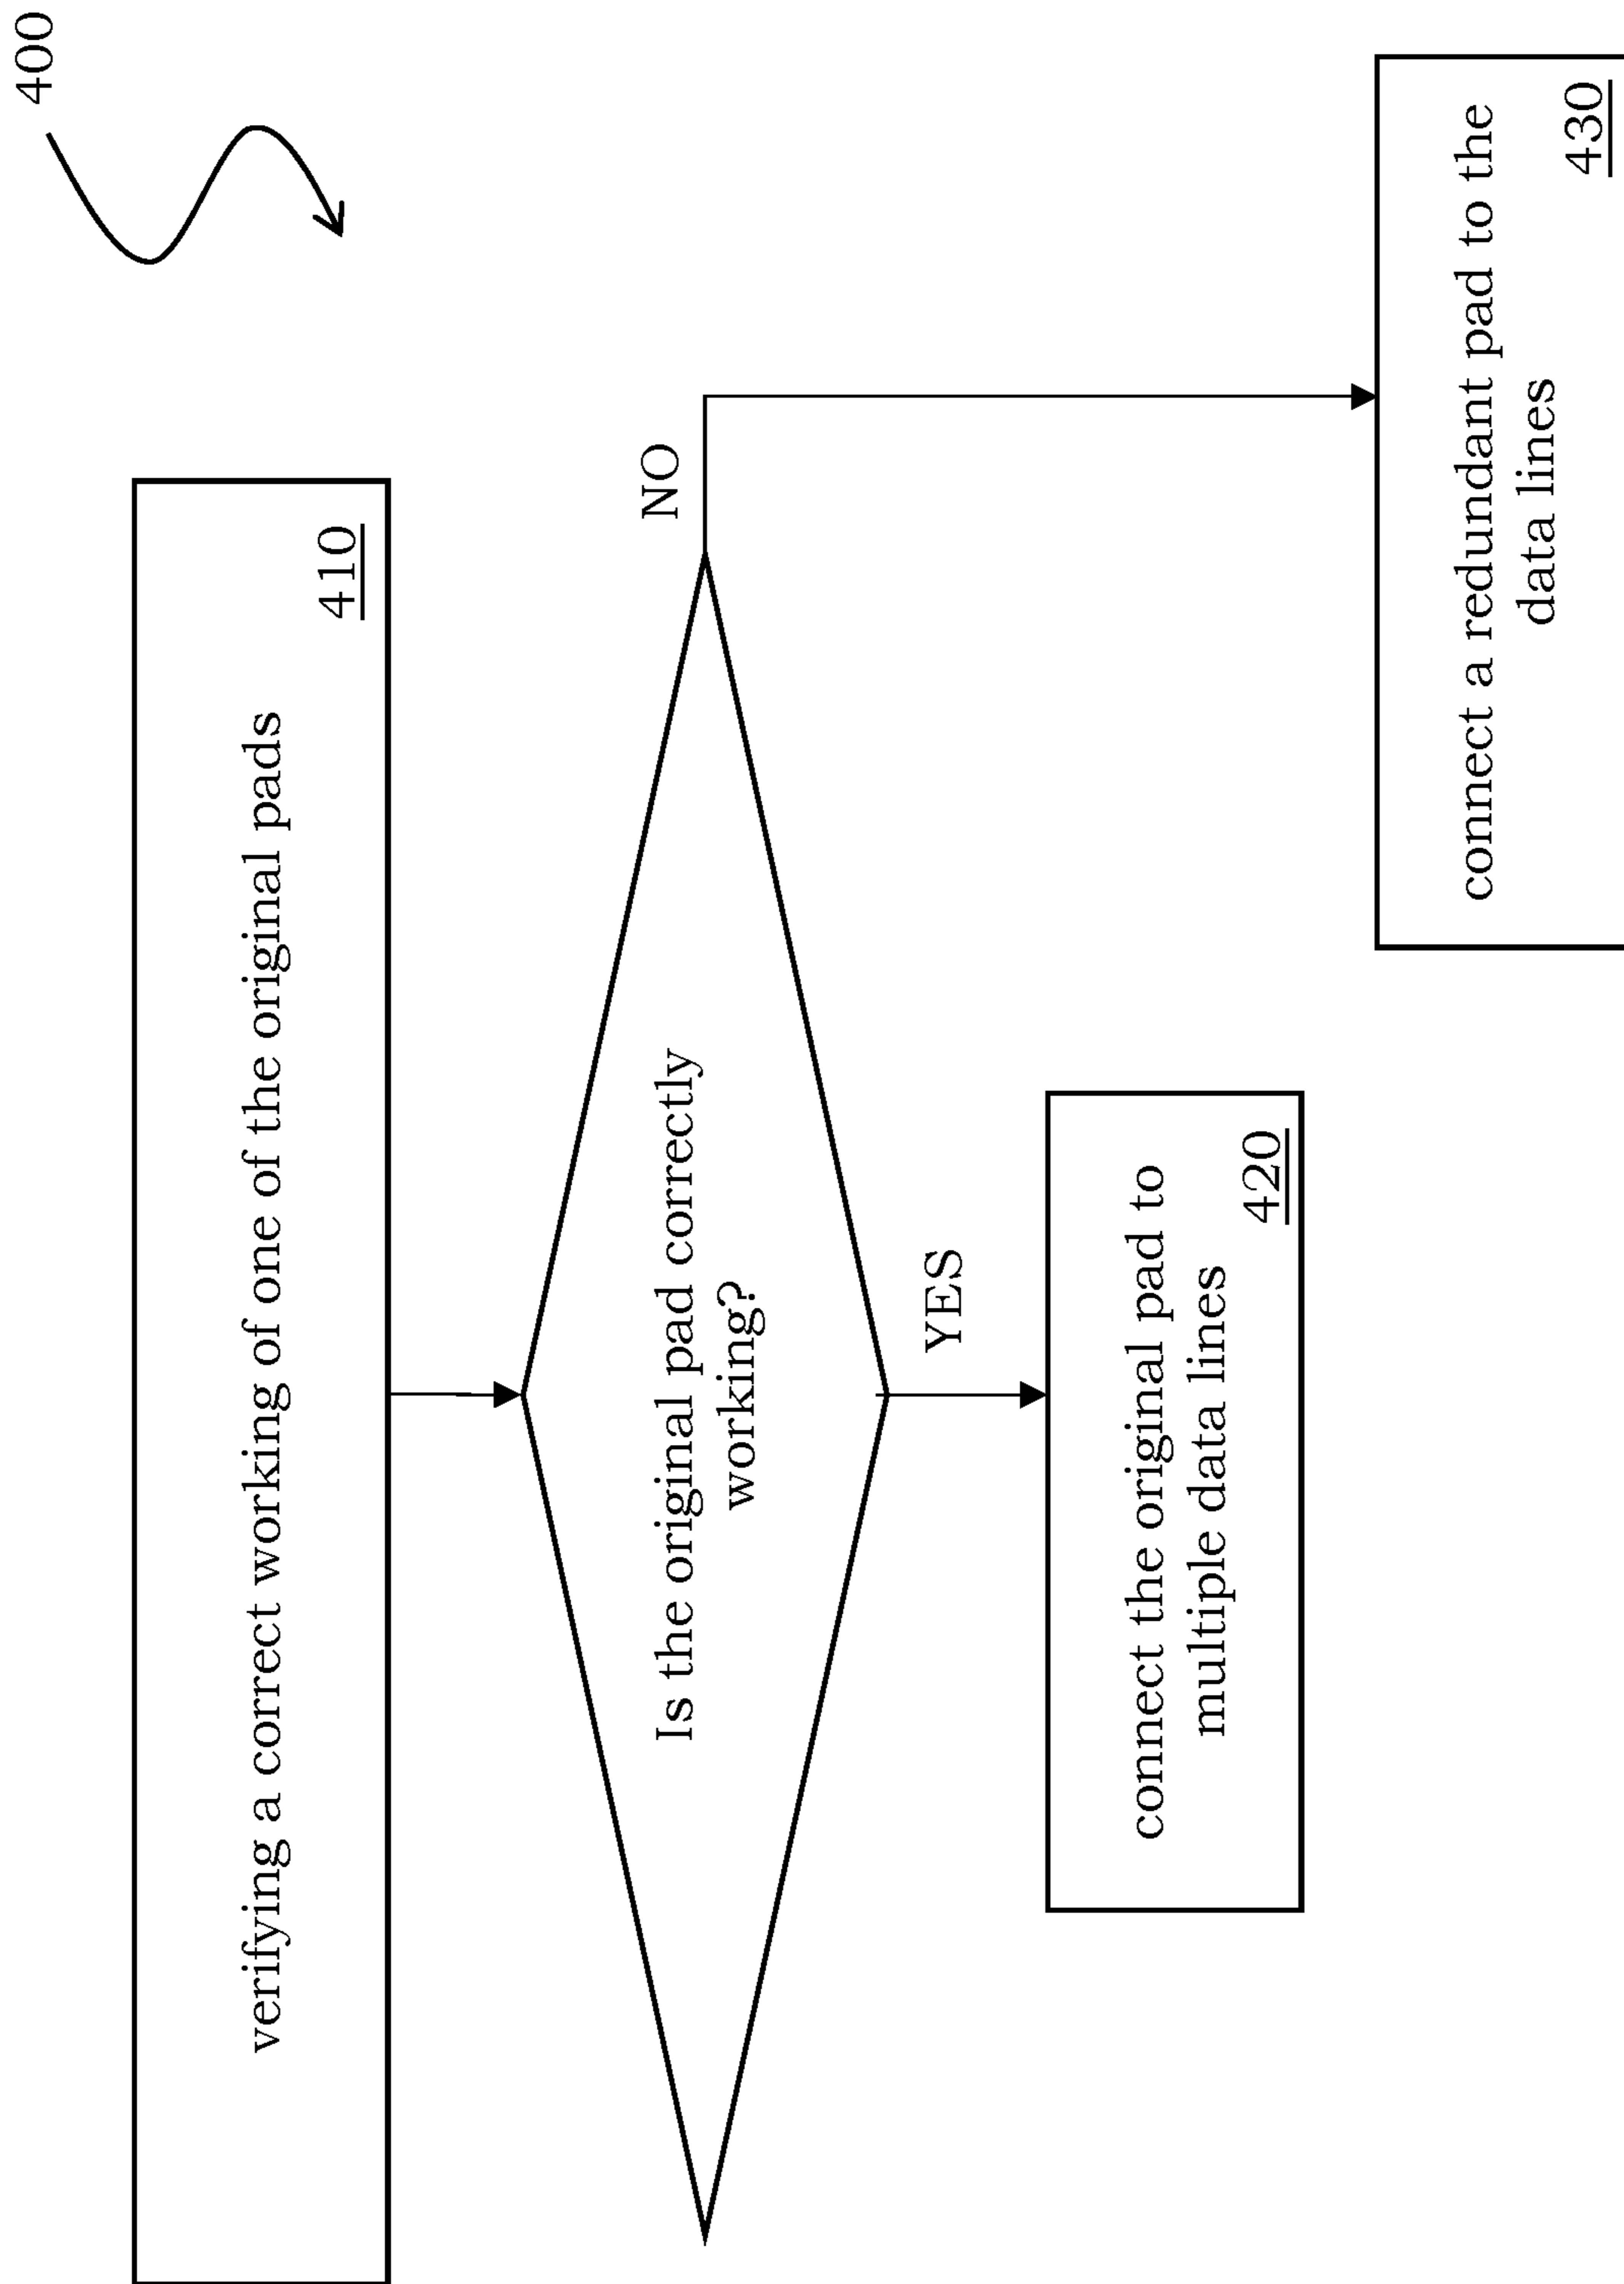 400
verifying a correct working of one of the original pads
410
Is the original pad correctly
working?
NO
YES
connect the original pad to
multiple data lines
420
connect a redundant pad to the
data lines
430